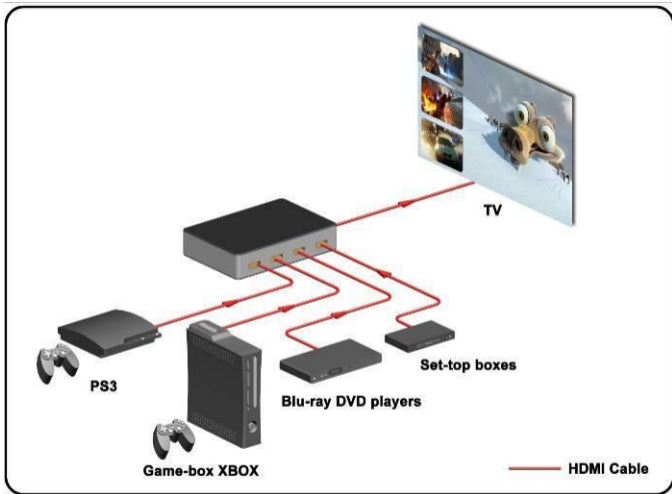 TV
Set-top boxes
PS3
Blu-ray DVD players
Game-box XBOX
HDMI Cable